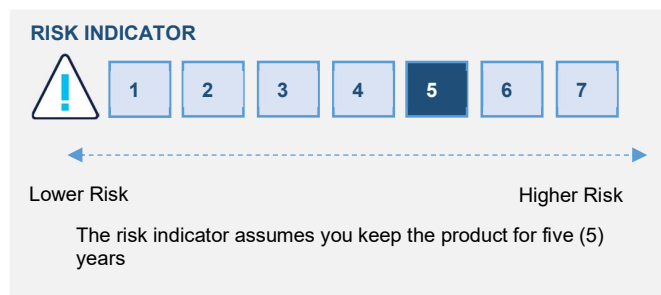 RISK INDICATOR
! 1 2 3 4 5 6 7
Lower Risk Higher Risk
The risk indicator assumes you keep the product for five (5)
years